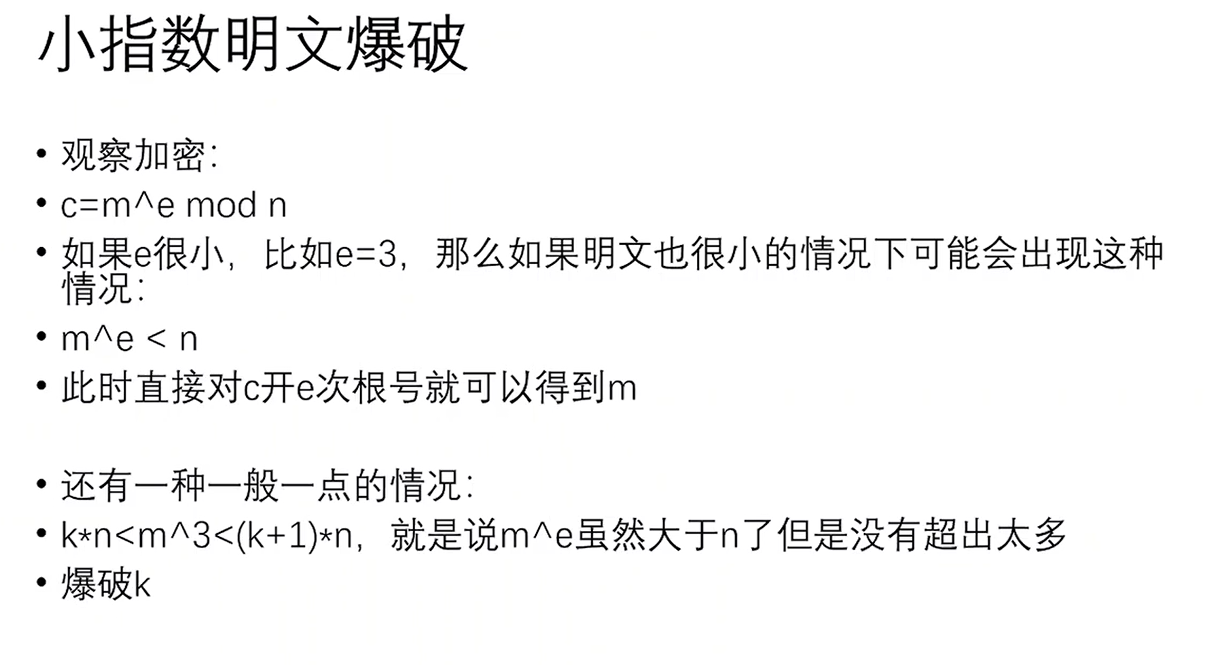 小指数明文爆破
• 观察加密：
• c=m^e mod n
• 如果e很小，比如e=3，那么如果明文也很小的情况下可能会出现这种
情况：
• m^e < n
• 此时直接对c开e次根号就可以得到m
• 还有一种一般一点的情况：
• k*n<m^3<(k+1)*n，就是说m^e虽然大于n了但是没有超出太多
• 爆破k